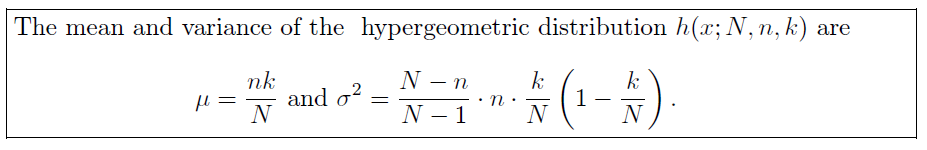 The mean and variance of the hypergeometric distribution h(x; N, n, k) are
μ = nk/N and σ² = N − n/N − 1 · n · k/N (1 − k/N).